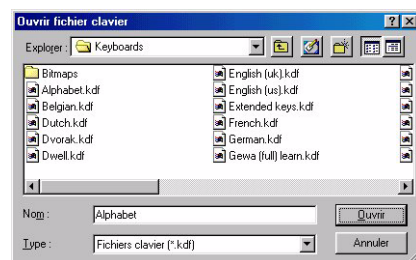 Ouvrir fichier clavier
Explorer : Keyboards
Bitmaps
Alphabet.kdf
Belgian.kdf
Dutch.kdf
Dvorak.kdf
Dwell.kdf
English (uk).kdf
English (us).kdf
Extended keys.kdf
French.kdf
German.kdf
Gewa (full) learn.kdf
Nom : Alphabet Ouvrir
Type : Fichiers clavier (*.kdf) Annuler